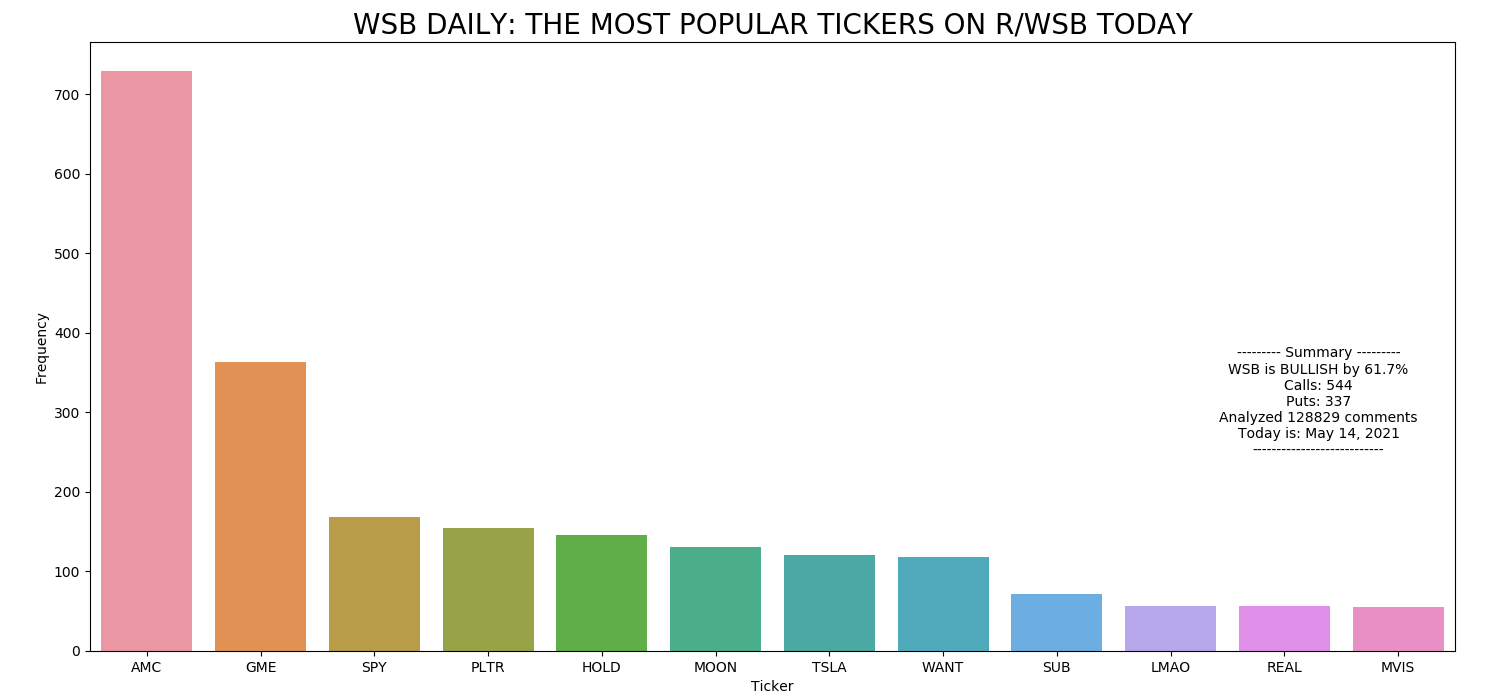 WSB DAILY: THE MOST POPULAR TICKERS ON R/WSB TODAY
700
600
500
400
300
200
100
0
Frequency
--------- Summary ---------
WSB is BULLISH by 61.7%
Calls: 544
Puts: 337
Analyzed 128829 comments
Today is: May 14, 2021
---------------------------
AMC GME SPY PLTR HOLD MOON TSLA WANT SUB LMAO REAL MVIS
Ticker